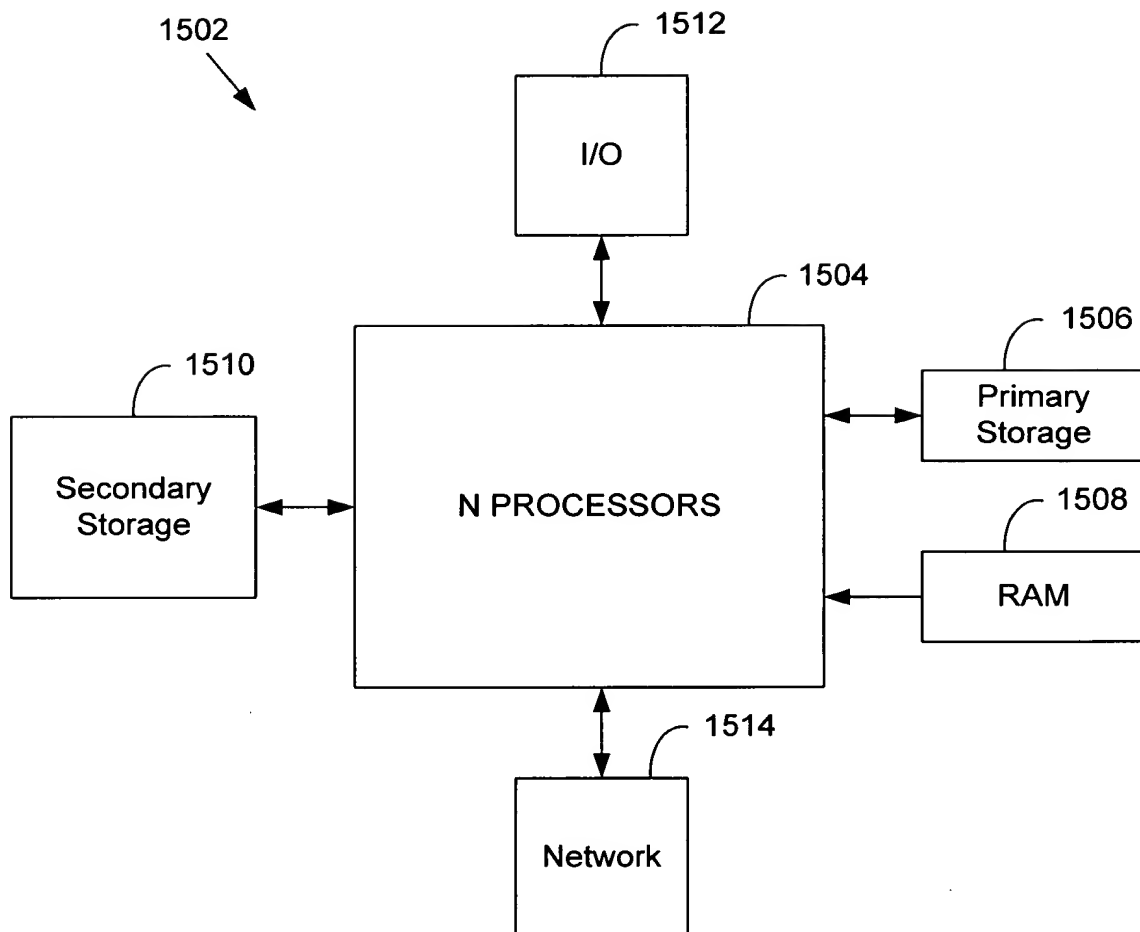 1502
1512
I/O
1504
1506
Primary
Storage
1510
Secondary
Storage
N PROCESSORS
1508
RAM
1514
Network